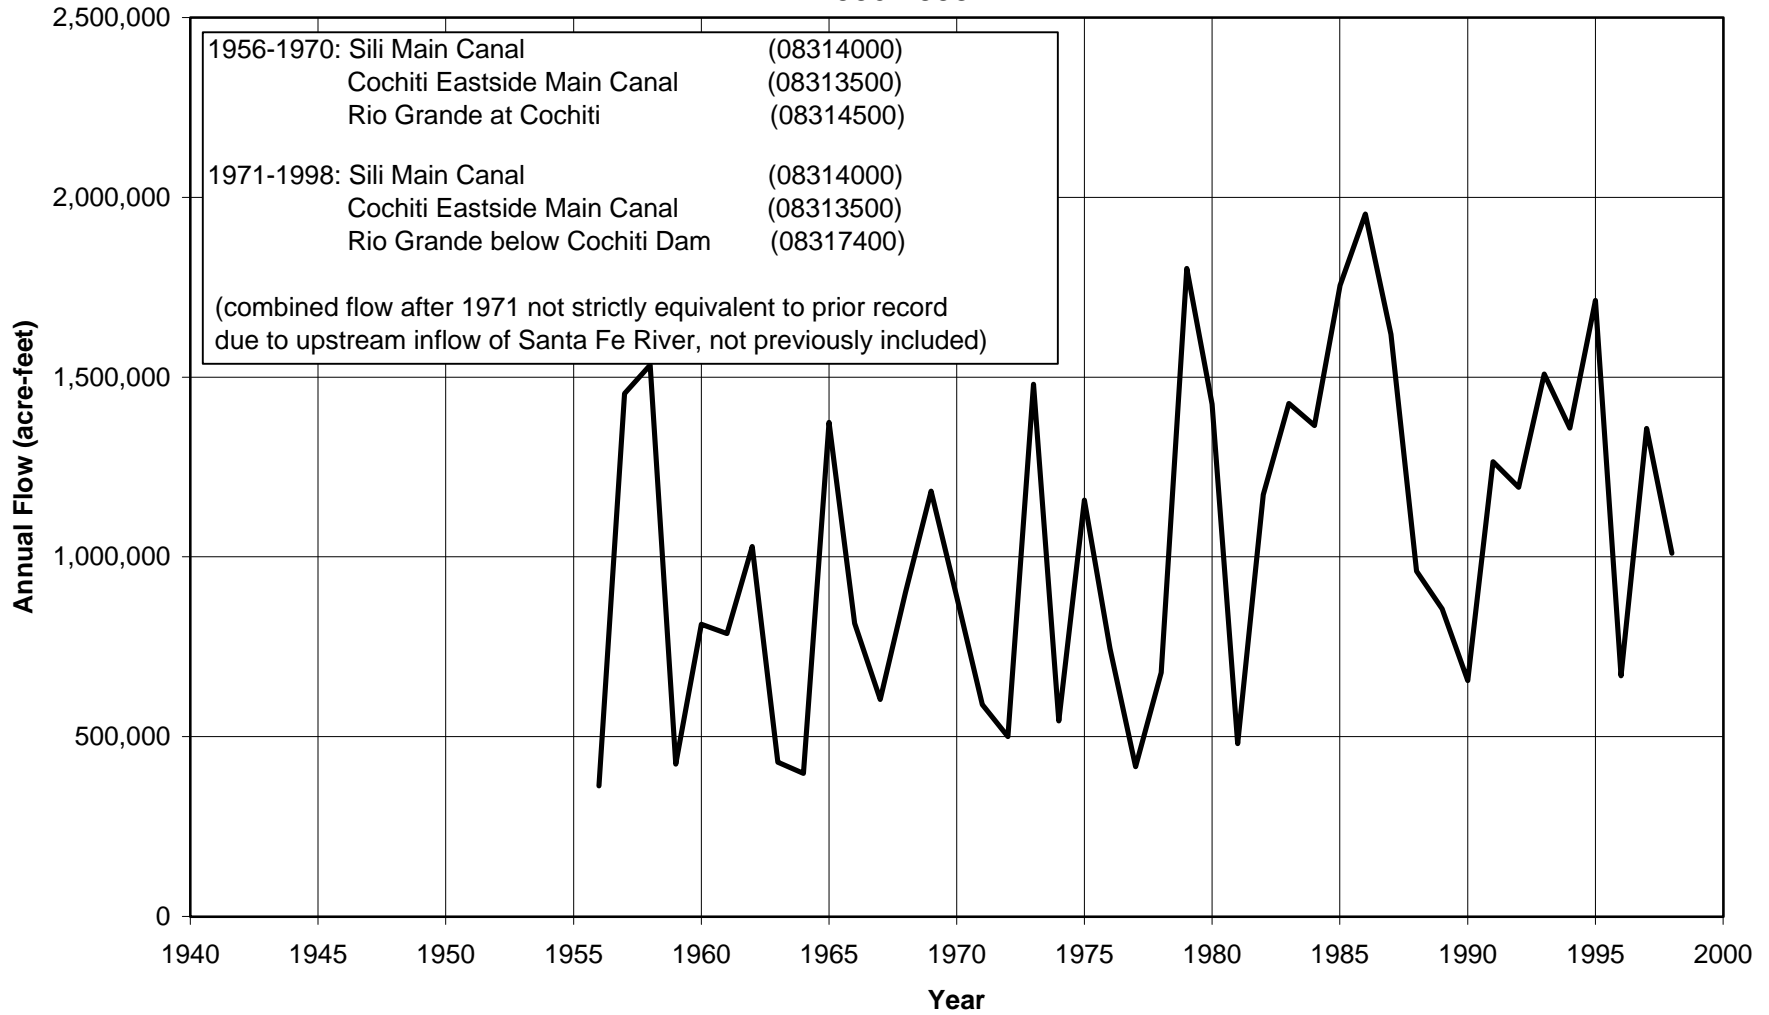 2,500,000
1956-1970: Sili Main Canal (08314000)
Cochiti Eastside Main Canal (08313500)
Rio Grande at Cochiti (08314500)
1971-1998: Sili Main Canal (08314000)
Cochiti Eastside Main Canal (08313500)
Rio Grande below Cochiti Dam (08317400)
(combined flow after 1971 not strictly equivalent to prior record
due to upstream inflow of Santa Fe River, not previously included)
2,000,000
1,500,000
1,000,000
500,000
0
Annual Flow (acre-feet)
1940 1945 1950 1955 1960 1965 1970 1975 1980 1985 1990 1995 2000
Year